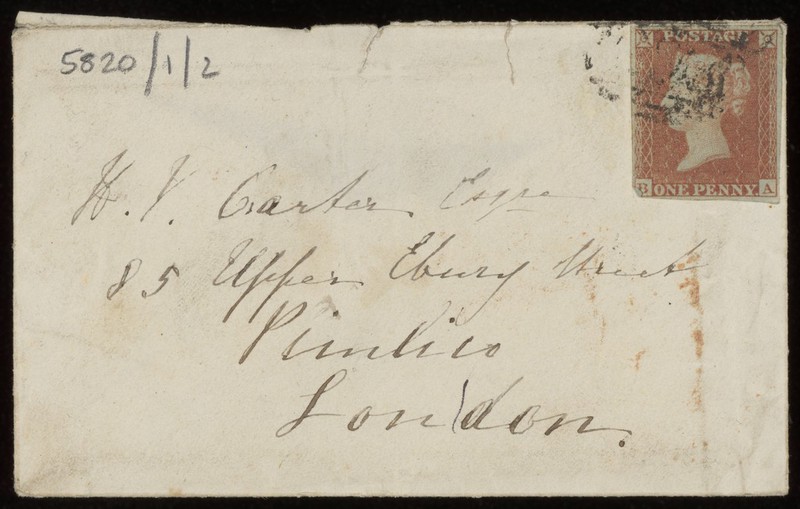 5820/1/2
POSTAGE
B ONE PENNY A
H. V. Carter Esqre
85 Upper Ebury Street
Pimlico
London.